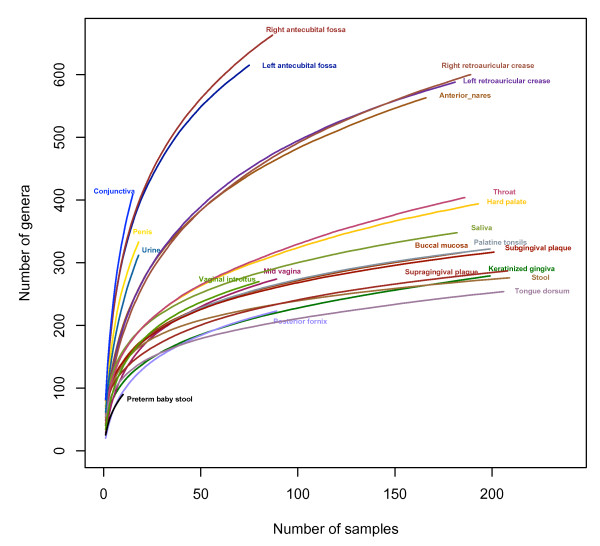 Right antecubital fossa
Left antecubital fossa
Right retroauricular crease
Left retroauricular crease
Anterior_nares
Conjunctiva
Throat
Hard palate
Penis
Saliva
Urine
Buccal mucosa
Palatine tonsils
Subgingival plaque
Mid vagina
Vaginal introitus
Supragingival plaque
Keratinized gingiva
Stool
Tongue dorsum
Posterior fornix
Preterm baby stool
Number of genera
0
100
200
300
400
500
600
0
50
100
150
200
Number of samples